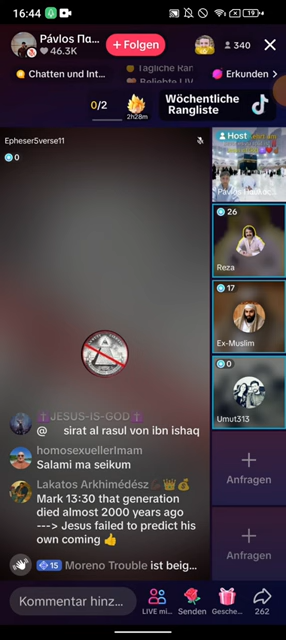 16:44
19
Pávlos Πα...
46.3K
+ Folgen
340
Chatten und Int...
Tägliche Ran
Beliebte LIV
Erkunden
0/2
2h28m
Wöchentliche
Rangliste
Epheser5verse11
0
Host
26
Reza
17
Ex-Muslim
0
Umut313
+
Anfragen
+
Anfragen
JESUS-IS-GOD
@ sirat al rasul von ibn ishaq
homosexuellerImam
Salami ma seikum
Lakatos Arkhimédész
Mark 13:30 that generation
died almost 2000 years ago
---> Jesus failed to predict his
own coming 👍
15 Moreno Trouble ist beig...
Kommentar hinz...
LIVE mi...
Senden
Gesche...
262